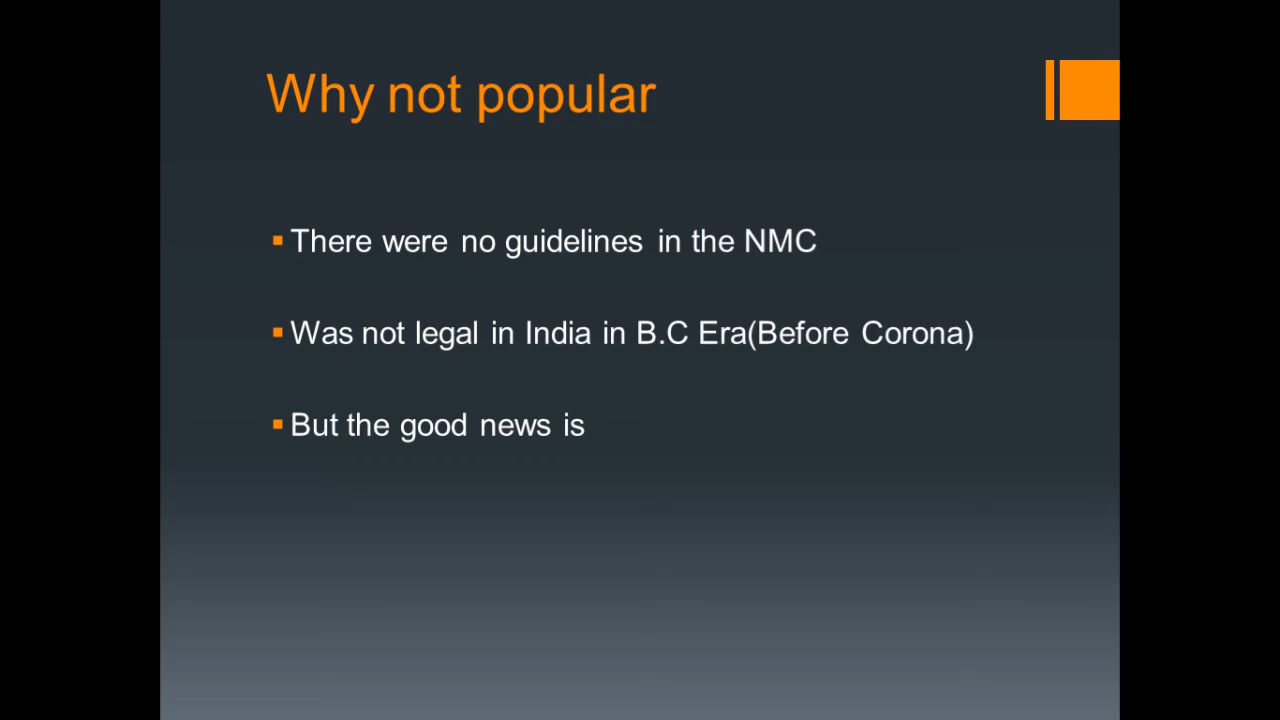 Why not popular
There were no guidelines in the NMC
Was not legal in India in B.C Era(Before Corona)
But the good news is